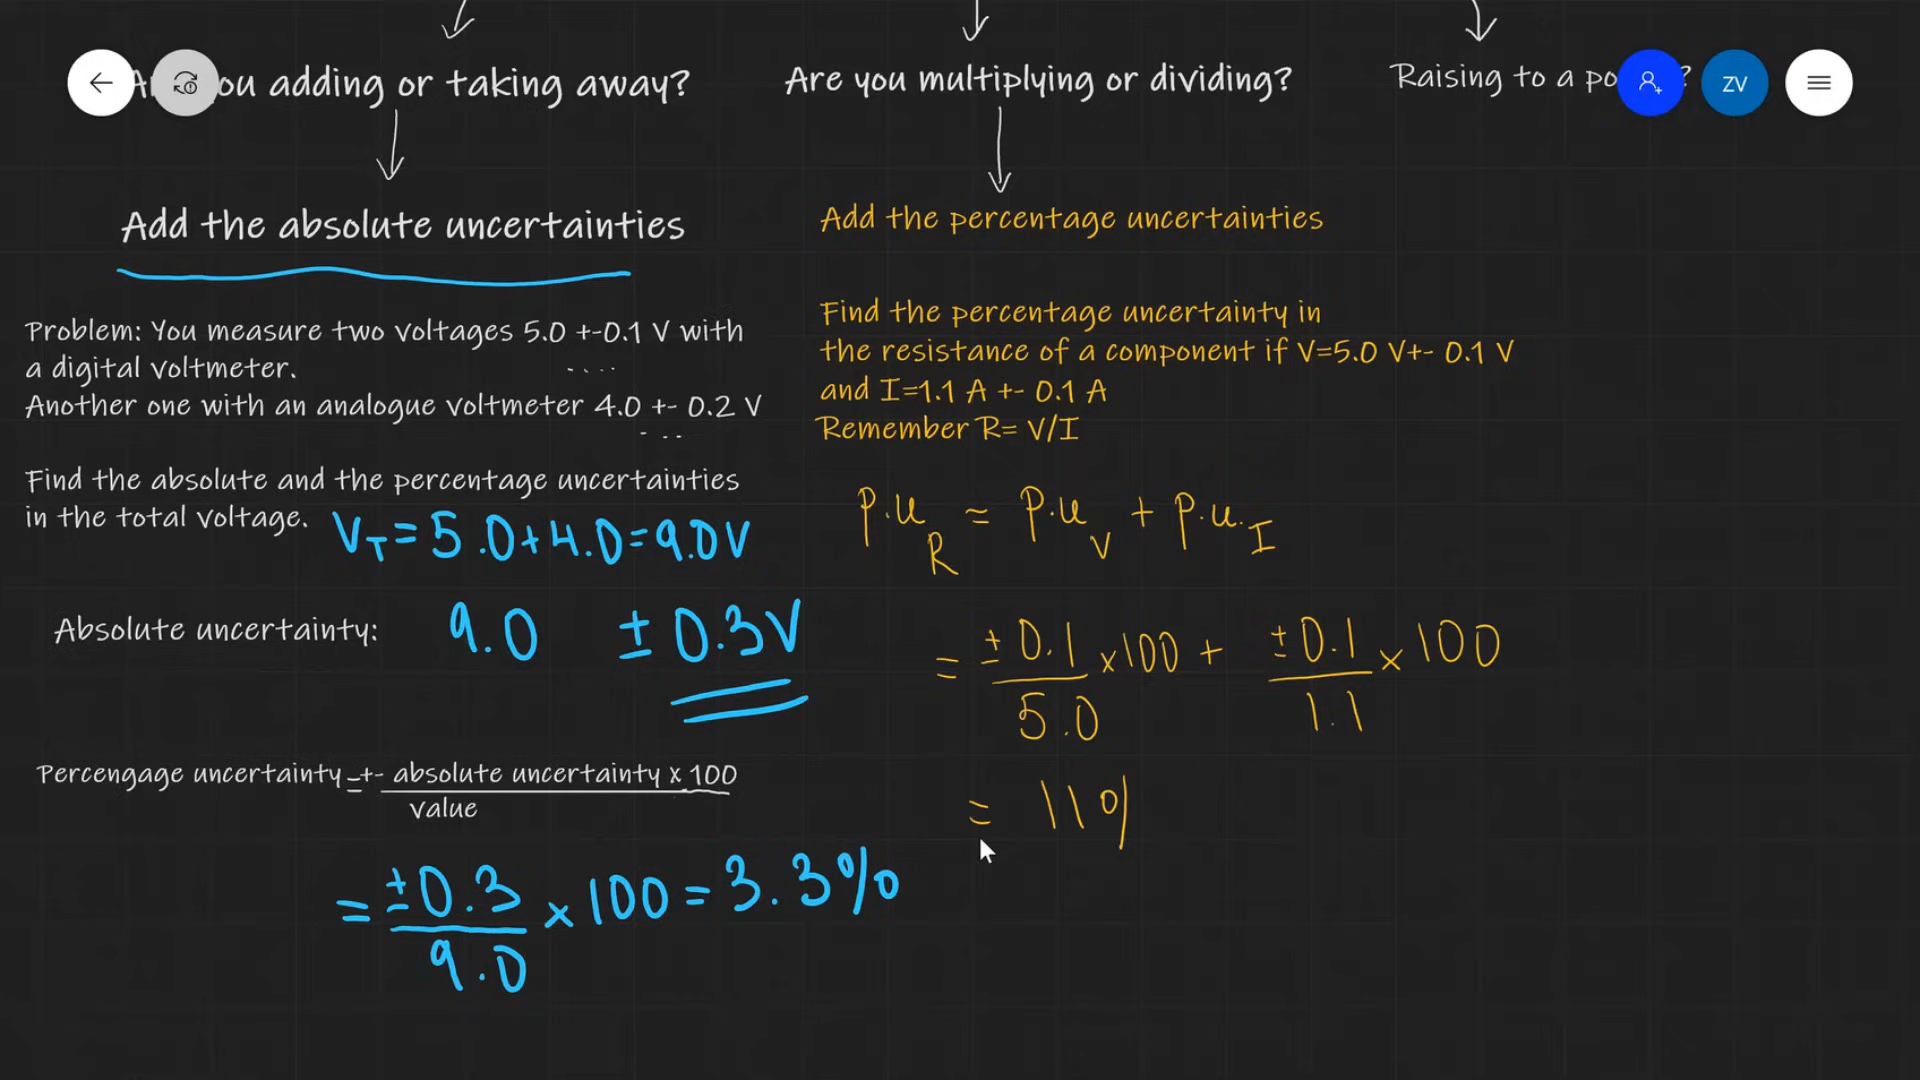 you adding or taking away?
Add the absolute uncertainties
Problem: You measure two voltages 5.0 +-0.1 V with
a digital voltmeter.
Another one with an analogue voltmeter 4.0 +- 0.2 V
Find the absolute and the percentage uncertainties
in the total voltage.
V_T = 5.0+4.0=9.0V
Absolute uncertainty: 9.0 ± 0.3V
Percengage uncertainty =+- absolute uncertainty x 100
value
= ±0.3 × 100 = 3.3%
9.0
Are you multiplying or dividing?
Add the percentage uncertainties
Find the percentage uncertainty in
the resistance of a component if V=5.0 V+- 0.1 V
and I=1.1 A +- 0.1 A
Remember R= V/I
p.u_R = p.u_V + p.u._I
= ±0.1 ×100 + ±0.1 × 100
5.0 1.1
= 11%
Raising to a po ?
ZV